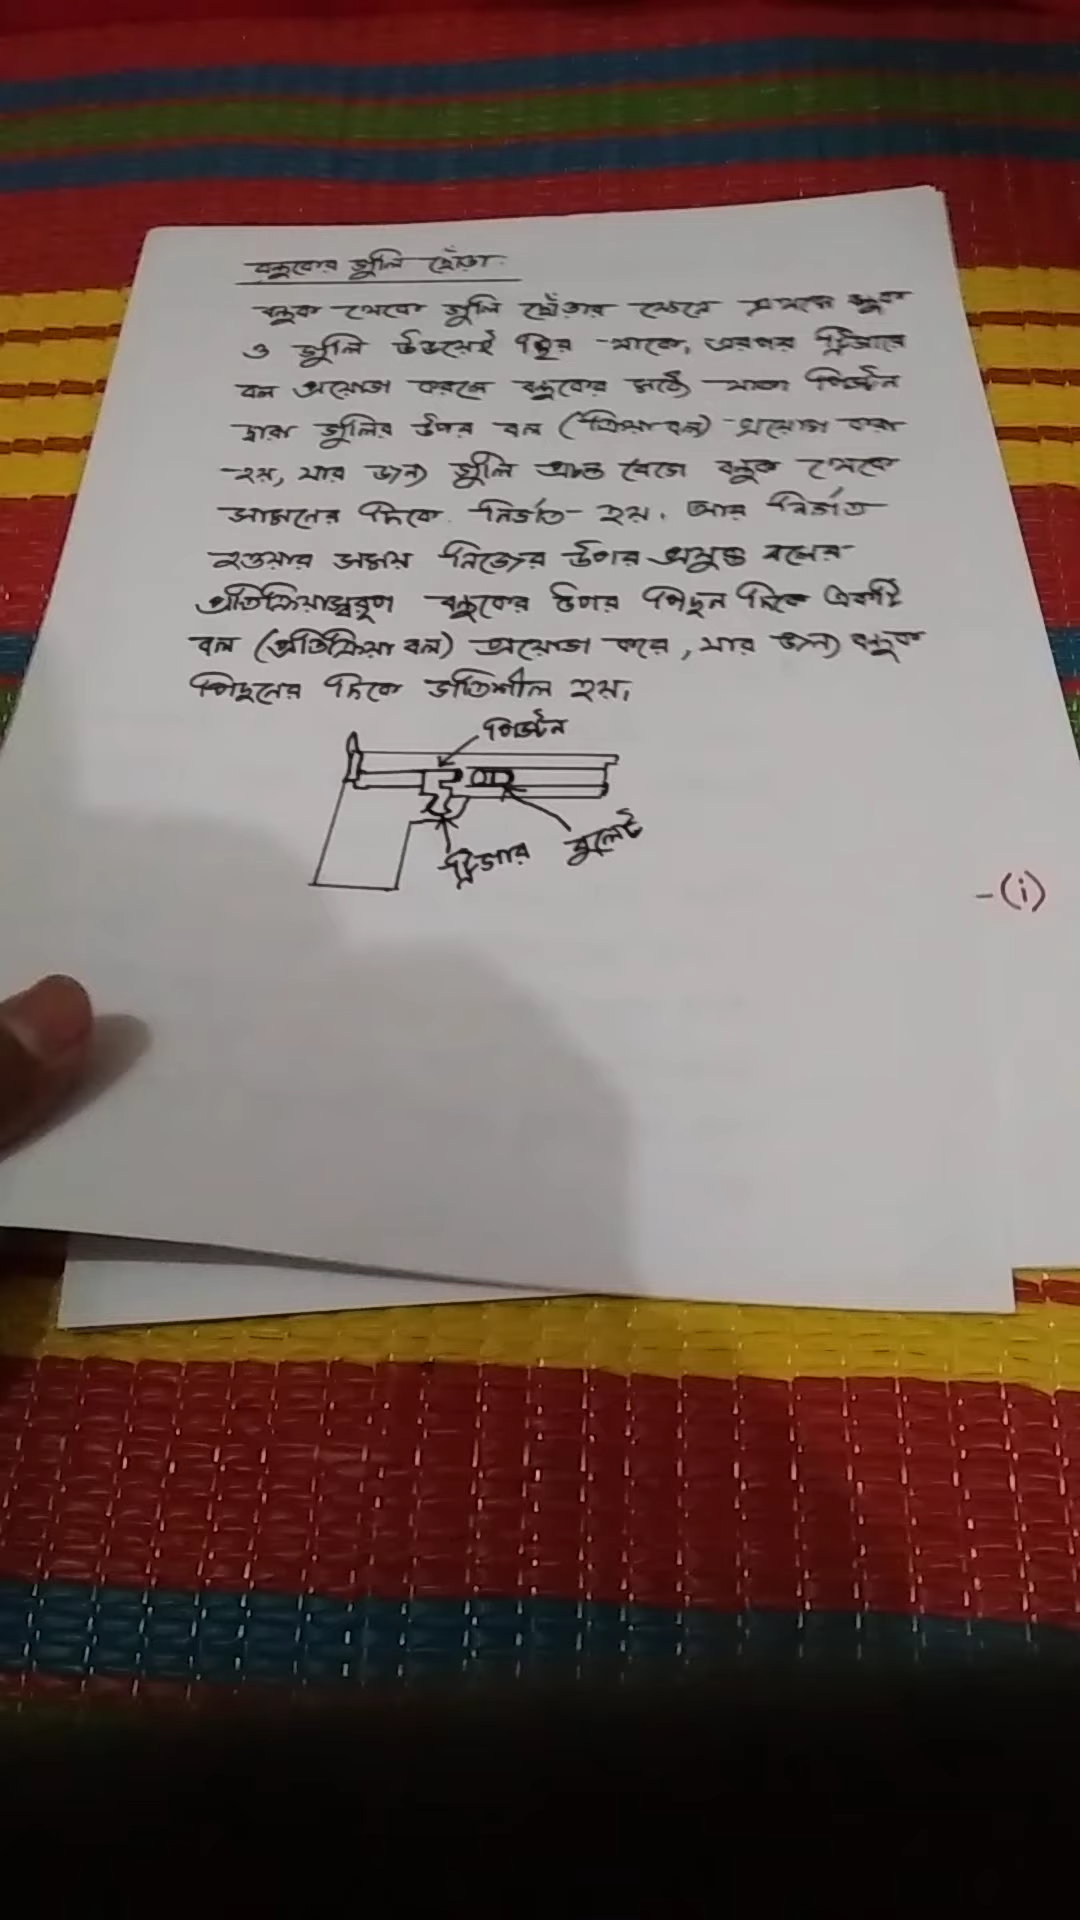 বন্দুকের গুলি ছোঁড়া
বন্দুক থেকে গুলি ছোঁড়ার ক্ষেত্রে প্রথমে বন্দুক
ও গুলি উভয়েই স্থির থাকে, এরপর ট্রিগারে
বল প্রয়োগ করলে বন্দুকের মধ্যে থাকা পিস্টন
দ্বারা গুলির উপর বল (ক্রিয়া বল) প্রয়োগ করা
হয়, যার জন্য গুলি প্রচন্ড বেগে বন্দুক থেকে
সামনের দিকে নির্গত হয়। আর নির্গত
হওয়ার সময় নিজের উপর প্রযুক্ত বলের
প্রতিক্রিয়াস্বরূপ বন্দুকের উপর পিছন দিকে একটি
বল (প্রতিক্রিয়া বল) প্রয়োগ করে, যার জন্য বন্দুক
পিছনের দিকে গতিশীল হয়।
পিস্টন
ট্রিগার বুলেট
-(i)